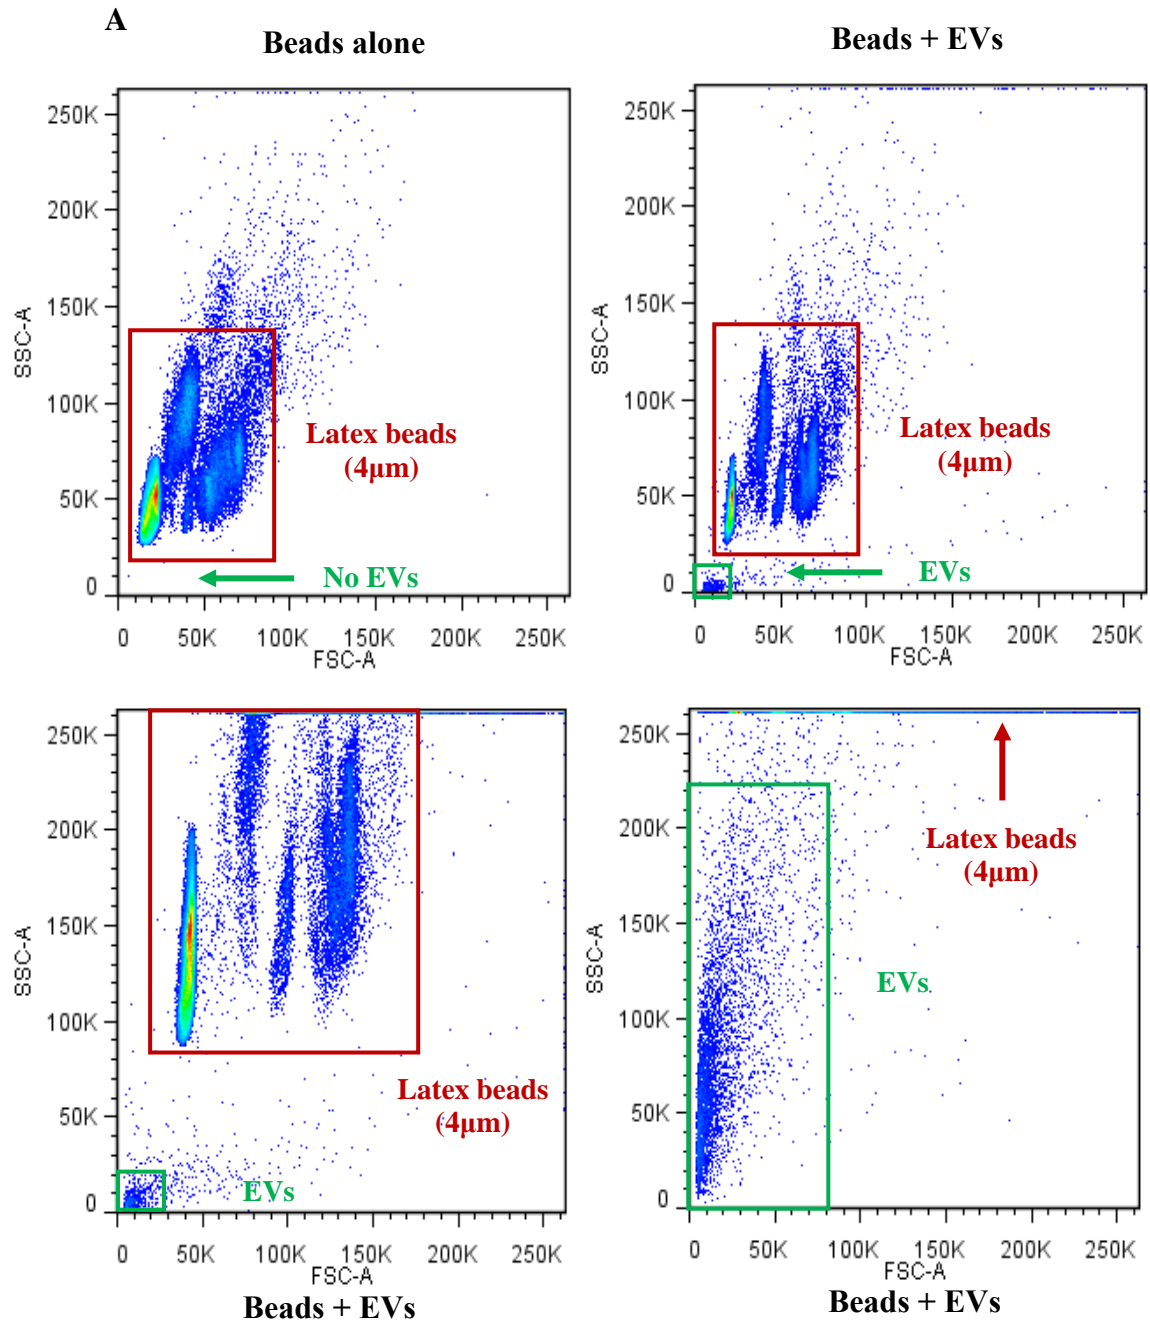 A
Beads alone
Beads + EVs
250K
200K
150K
100K
50K
0
SSC-A
Latex beads
(4μm)
No EVs
0 50K 100K 150K 200K 250K
FSC-A
250K
200K
150K
100K
50K
0
SSC-A
Latex beads
(4μm)
EVs
0 50K 100K 150K 200K 250K
FSC-A
250K
200K
150K
100K
50K
0
SSC-A
Latex beads
(4μm)
EVs
0 50K 100K 150K 200K 250K
FSC-A
Beads + EVs
250K
200K
150K
100K
50K
0
SSC-A
Latex beads
(4μm)
EVs
0 50K 100K 150K 200K 250K
FSC-A
Beads + EVs